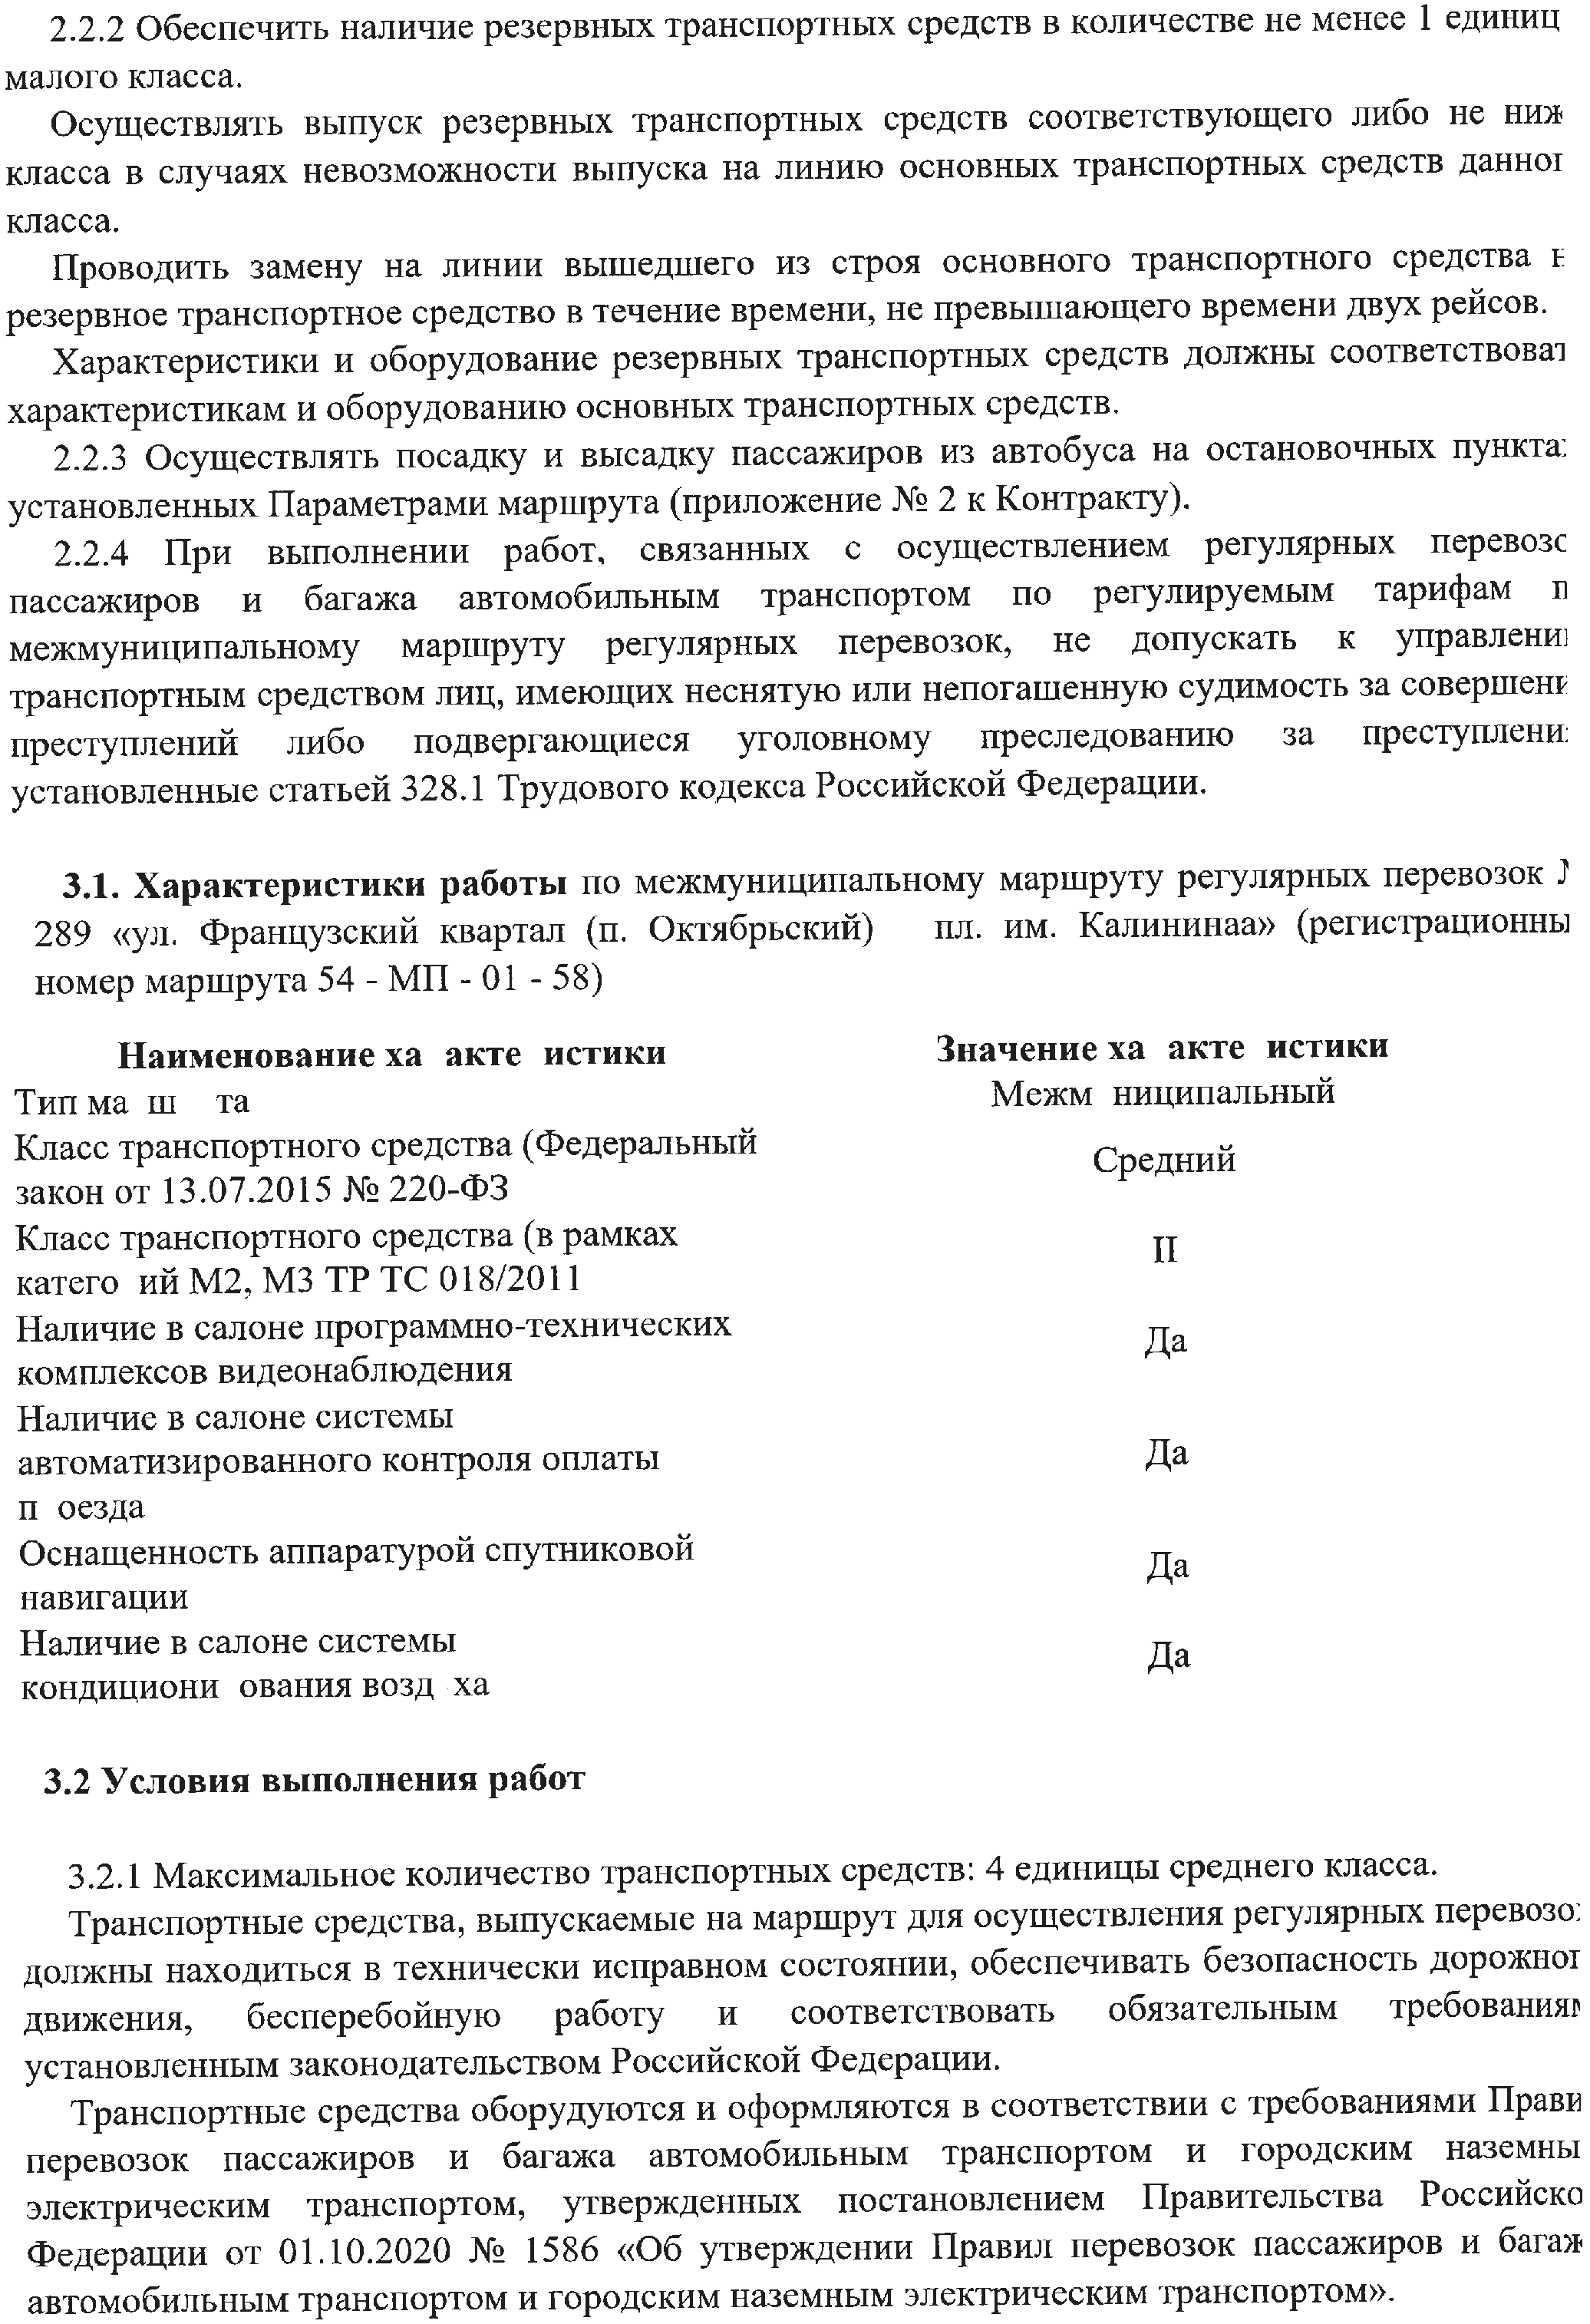 2.2.2 Обеспечить наличие резервных транспортных средств в количестве не менее 1 единиц
малого класса.
Осуществлять выпуск резервных транспортных средств соответствующего либо не ниж
класса в случаях невозможности выпуска на линию основных транспортных средств данног
класса.
Проводить замену на линии вышедшего из строя основного транспортного средства н
резервное транспортное средство в течение времени, не превышающего времени двух рейсов.
Характеристики и оборудование резервных транспортных средств должны соответствоват
характеристикам и оборудованию основных транспортных средств.
2.2.3 Осуществлять посадку и высадку пассажиров из автобуса на остановочных пункта
установленных Параметрами маршрута (приложение № 2 к Контракту).
2.2.4 При выполнении работ, связанных с осуществлением регулярных перевозо
пассажиров и багажа автомобильным транспортом по регулируемым тарифам п
межмуниципальному маршруту регулярных перевозок, не допускать к управлени
транспортным средством лиц, имеющих неснятую или непогашенную судимость за совершени
преступлений либо подвергающиеся уголовному преследованию за преступлени
установленные статьей 328.1 Трудового кодекса Российской Федерации.
3.1. Характеристики работы по межмуниципальному маршруту регулярных перевозок
289 «ул. Французский квартал (п. Октябрьский) пл. им. Калининаа» (регистрационны
номер маршрута 54 - МП - 01 - 58)
Наименование ха акте истики
Значение ха акте истики
Тип ма ш та
Межм ниципальный
Класс транспортного средства (Федеральный
закон от 13.07.2015 № 220-ФЗ
Средний
Класс транспортного средства (в рамках
катего ий М2, М3 ТР ТС 018/2011
II
Наличие в салоне программно-технических
комплексов видеонаблюдения
Да
Наличие в салоне системы
автоматизированного контроля оплаты
п оезда
Да
Оснащенность аппаратурой спутниковой
навигации
Да
Наличие в салоне системы
кондициони ования возд ха
Да
3.2 Условия выполнения работ
3.2.1 Максимальное количество транспортных средств: 4 единицы среднего класса.
Транспортные средства, выпускаемые на маршрут для осуществления регулярных перевозо
должны находиться в технически исправном состоянии, обеспечивать безопасность дорожног
движения, бесперебойную работу и соответствовать обязательным требованиям
установленным законодательством Российской Федерации.
Транспортные средства оборудуются и оформляются в соответствии с требованиями Прави
перевозок пассажиров и багажа автомобильным транспортом и городским наземны
электрическим транспортом, утвержденных постановлением Правительства Российско
Федерации от 01.10.2020 № 1586 «Об утверждении Правил перевозок пассажиров и багаж
автомобильным транспортом и городским наземным электрическим транспортом».